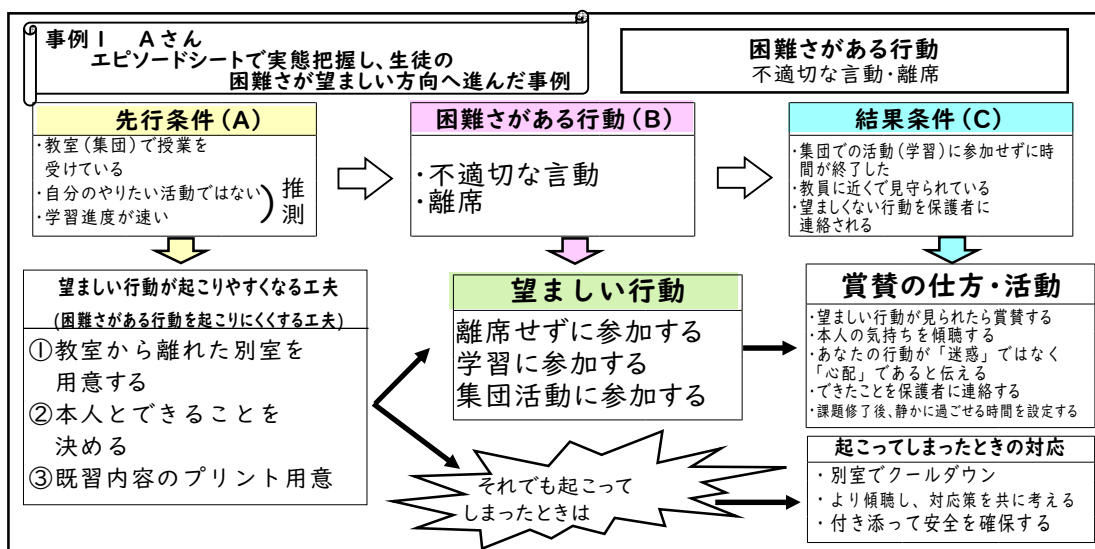 事例1 Aさん
エピソードシートで実態把握し、生徒の
困難さが望ましい方向へ進んだ事例
困難さがある行動
不適切な言動・離席
先行条件(A)
・教室(集団)で授業を
受けている
・自分のやりたい活動ではない
・学習進度が速い
)推測
困難さがある行動(B)
・不適切な言動
・離席
結果条件(C)
・集団での活動(学習)に参加せずに時
間が終了した
・教員に近くで見守られている
・望ましくない行動を保護者に
連絡される
望ましい行動が起こりやすくなる工夫
(困難さがある行動を起こりにくくする工夫)
①教室から離れた別室を
用意する
②本人とできることを
決める
③既習内容のプリント用意
望ましい行動
離席せずに参加する
学習に参加する
集団活動に参加する
賞賛の仕方・活動
・望ましい行動が見られたら賞賛する
・本人の気持ちを傾聴する
・あなたの行動が「迷惑」ではなく
「心配」であると伝える
・できたことを保護者に連絡する
・課題修了後、静かに過ごせる時間を設定する
それでも起こって
しまったときは
起こってしまったときの対応
・別室でクールダウン
・より傾聴し、対応策を共に考える
・付き添って安全を確保する